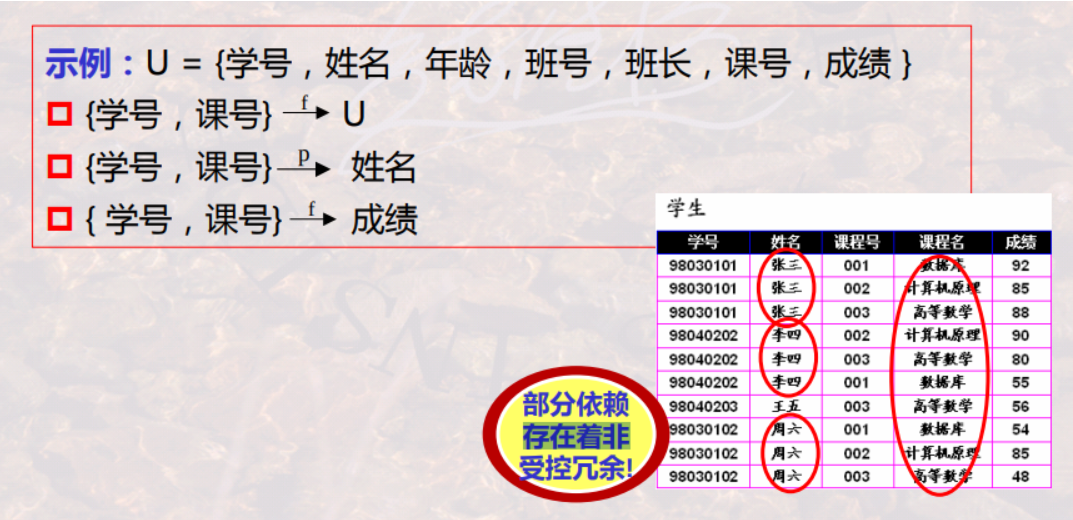 示例：U = {学号，姓名，年龄，班号，班长，课号，成绩 }
{学号，课号} f U
{学号，课号} p 姓名
{ 学号，课号} f 成绩
学生
学号 姓名 课程号 课程名 成绩
98030101 张三 001 数据库 92
98030101 张三 002 计算机原理 85
98030101 张三 003 高等数学 88
98040202 李四 002 计算机原理 90
98040202 李四 003 高等数学 80
98040202 李四 001 数据库 55
98040203 王五 003 高等数学 56
98030102 周六 001 数据库 54
98030102 周六 002 计算机原理 85
98030102 周六 003 高等数学 48
部分依赖
存在着非
受控冗余!